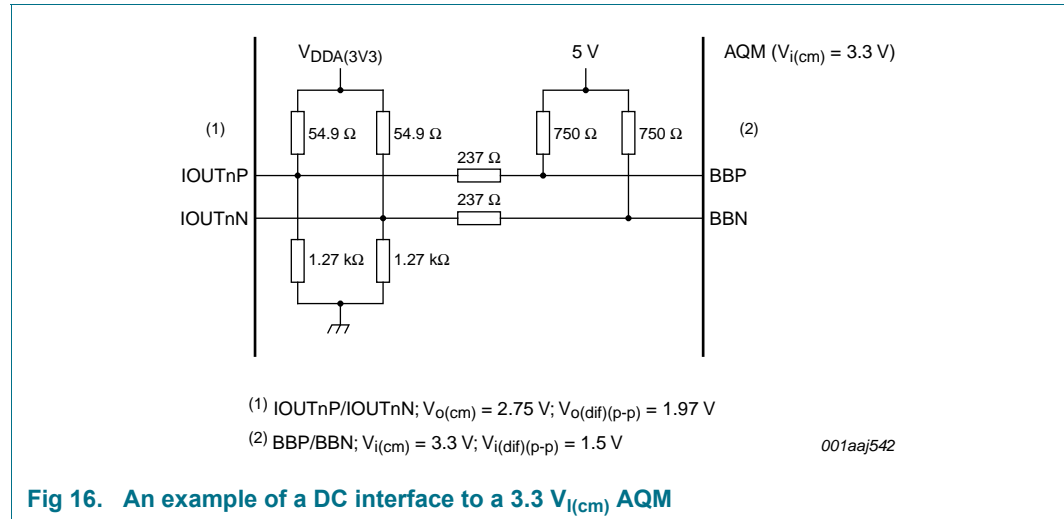 VDDA(3V3)
5 V
AQM (Vi(cm) = 3.3 V)
(1)
54.9 Ω
54.9 Ω
750 Ω
750 Ω
(2)
237 Ω
IOUTnP
BBP
237 Ω
IOUTnN
BBN
1.27 kΩ
1.27 kΩ
(1) IOUTnP/IOUTnN; Vo(cm) = 2.75 V; Vo(dif)(p-p) = 1.97 V
(2) BBP/BBN; Vi(cm) = 3.3 V; Vi(dif)(p-p) = 1.5 V
001aaj542
Fig 16. An example of a DC interface to a 3.3 VI(cm) AQM